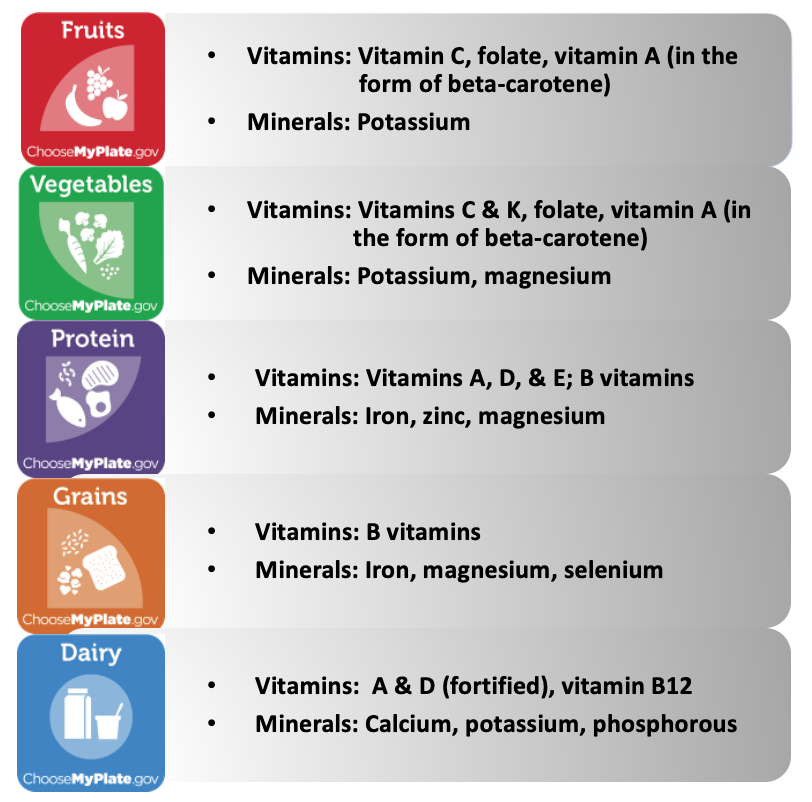 Fruits
• Vitamins: Vitamin C, folate, vitamin A (in the
form of beta-carotene)
• Minerals: Potassium
ChooseMyPlate.gov
Vegetables
• Vitamins: Vitamins C & K, folate, vitamin A (in
the form of beta-carotene)
• Minerals: Potassium, magnesium
ChooseMyPlate.gov
Protein
• Vitamins: Vitamins A, D, & E; B vitamins
• Minerals: Iron, zinc, magnesium
ChooseMyPlate.gov
Grains
• Vitamins: B vitamins
• Minerals: Iron, magnesium, selenium
ChooseMyPlate.gov
Dairy
• Vitamins: A & D (fortified), vitamin B12
• Minerals: Calcium, potassium, phosphorous
ChooseMyPlate.gov